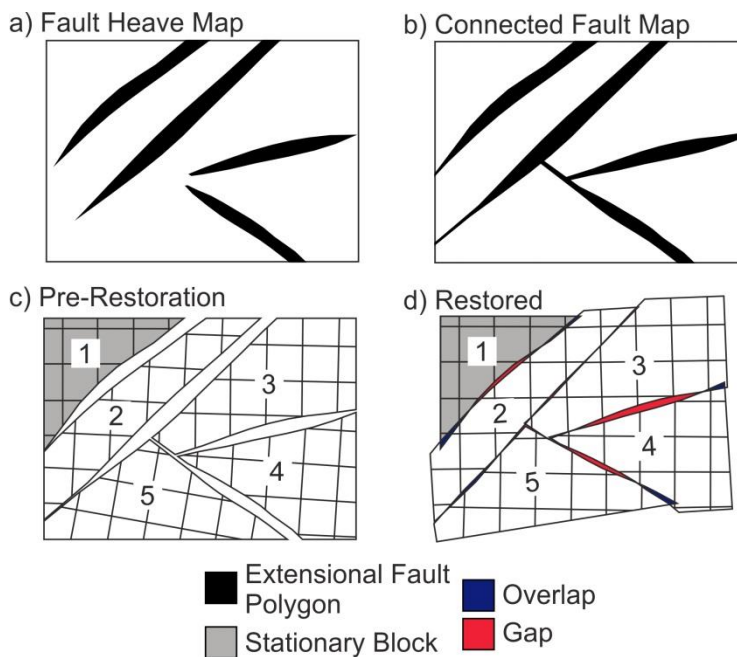 a) Fault Heave Map
b) Connected Fault Map
c) Pre-Restoration
d) Restored
1
2
3
4
5
1
2
3
4
5
Extensional Fault
Polygon
Stationary Block
Overlap
Gap